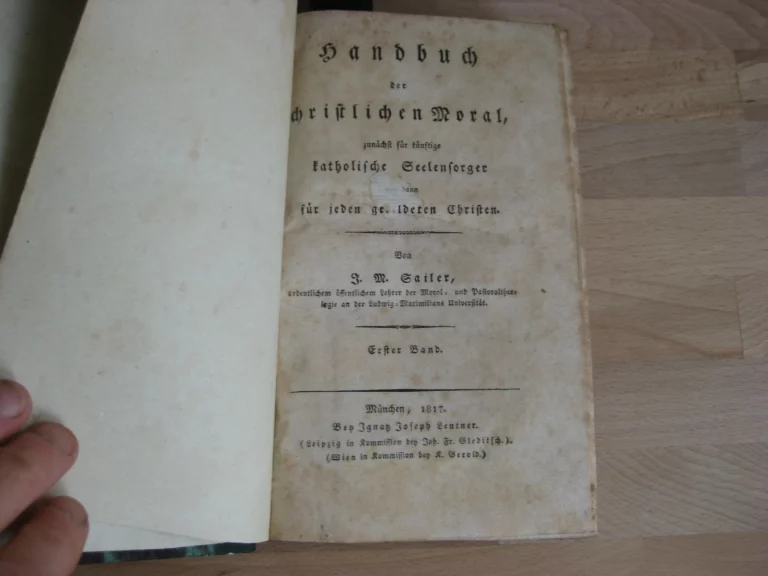 Handbuch
der
christlichen Moral,
zunächst für künftige
katholische Seelensorger
dann
für jeden ge. ldeten Christen.
Von
J. M. Sailer,
ordentlichem öffentlichem Lehrer der Moral- und Pastoraltheo-
logie an der Ludwig-Maximilians Universität.
Erster Band.
München, 1817.
Bey Ignatz Joseph Lentner.
(Leipzig in Kommission bey Joh. Fr. Gleditsch.)
(Wien in Kommission bey K. Gerold.)